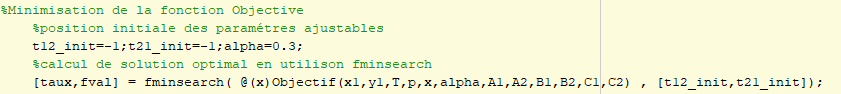 %Minimisation de la fonction Objective
%position initiale des paramétres ajustables
t12_init=-1;t21_init=-1;alpha=0.3;
%calcul de solution optimal en utilison fminsearch
[taux,fval] = fminsearch( @(x)Objectif(x1,y1,T,p,x,alpha,A1,A2,B1,B2,C1,C2) , [t12_init,t21_init]);